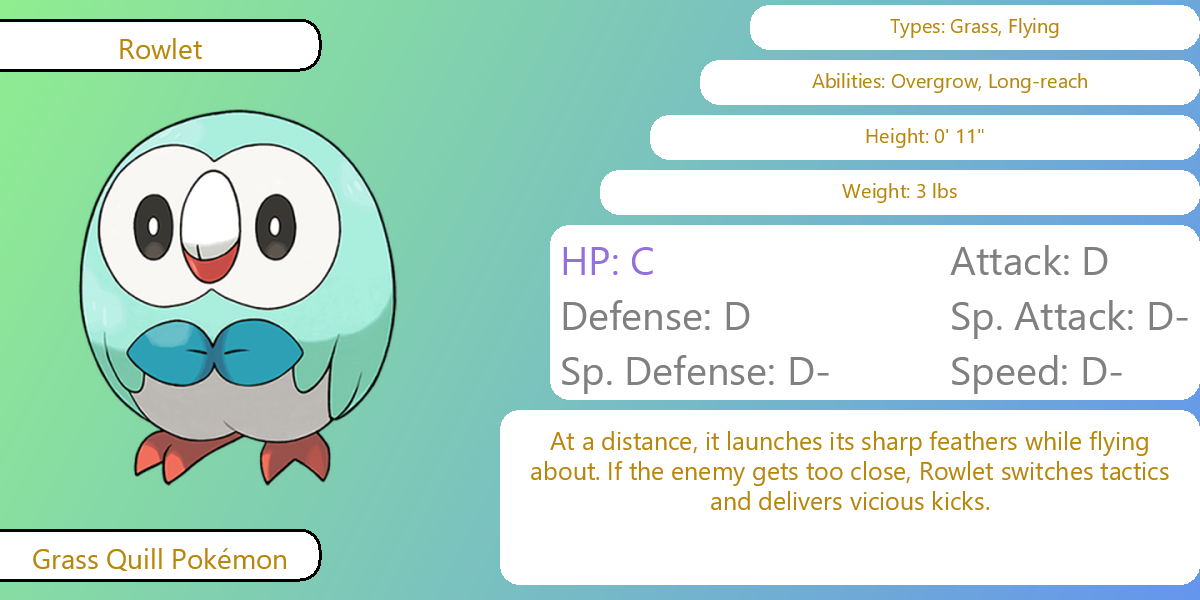 Rowlet
Types: Grass, Flying
Abilities: Overgrow, Long-reach
Height: 0' 11"
Weight: 3 lbs
HP: C
Attack: D
Defense: D
Sp. Attack: D-
Sp. Defense: D-
Speed: D-
At a distance, it launches its sharp feathers while flying
about. If the enemy gets too close, Rowlet switches tactics
and delivers vicious kicks.
Grass Quill Pokémon